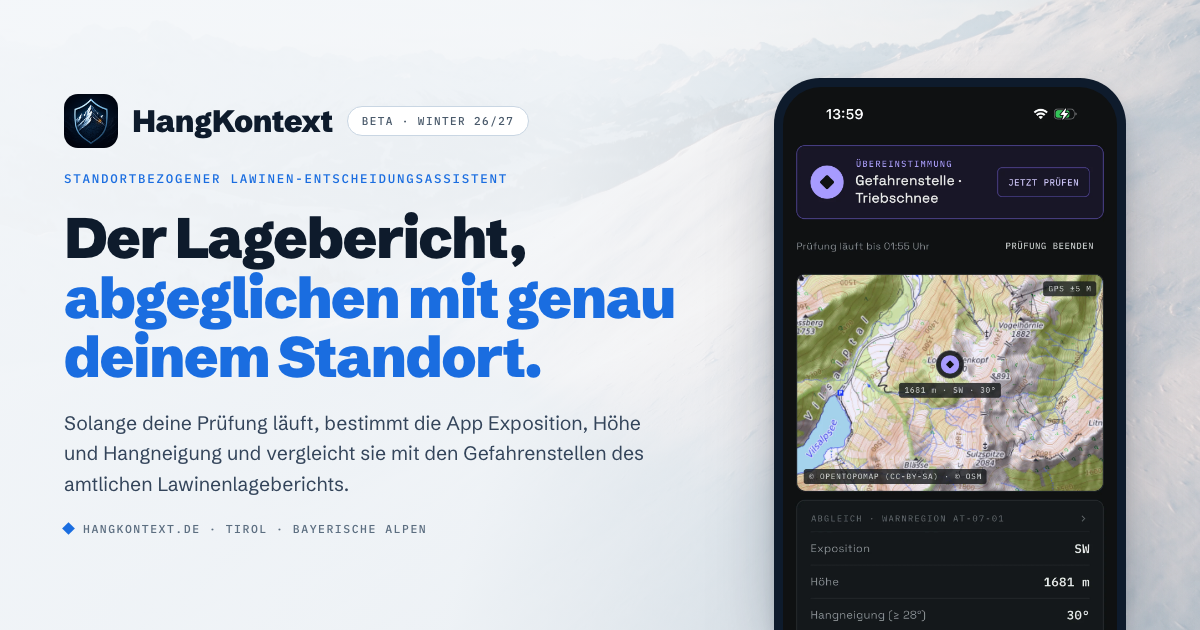 HangKontext
BETA · WINTER 26/27
STANDORTBEZOGENER LAWINEN-ENTSCHEIDUNGSASSISTENT
Der Lagebericht,
abgeglichen mit genau
deinem Standort.
Solange deine Prüfung läuft, bestimmt die App Exposition, Höhe
und Hangneigung und vergleicht sie mit den Gefahrenstellen des
amtlichen Lawinenlageberichts.
HANGKONTEXT.DE · TIROL · BAYERISCHE ALPEN
13:59
ÜBEREINSTIMMUNG
Gefahrenstelle ·
Triebschnee
JETZT PRÜFEN
Prüfung läuft bis 01:55 Uhr
PRÜFUNG BEENDEN
GPS ±5 M
Vogelhörnle
1882
1681 m · SW · 30°
Vilsalptal
Vilsalpsee
Sulzspitze
2084
Blässe
© OPENTOPOMAP (CC-BY-SA) · © OSM
ABGLEICH · WARNREGION AT-07-01
Exposition
SW
Höhe
1681 m
Hangneigung (≥ 28°)
30°